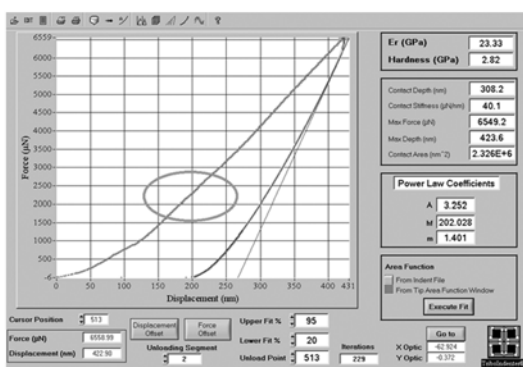 6559
6000
5500
5000
4500
4000
3500
3000
2500
2000
1500
1000
500
-6
Force (µN)
0 50 100 150 200 250 300 350 400 431
Displacement (nm)
Er (GPa) 23.33
Hardness (GPa) 2.82
Contact Depth (nm) 308.2
Contact Stiffness (µN/nm) 40.1
Max Force (µN) 6549.2
Max Depth (nm) 423.6
Contact Area (nm^2) 2.326E+6
Power Law Coefficients
A 3.252
M 202.028
m 1.401
Area Function
From Indent File
From Tip Area Function Window
Execute Fit
Cursor Position 513
Force (µN) 6558.99
Displacement (nm) 422.90
Displacement Offset
Force Offset
Unloading Segment
2
Upper Fit % 95
Lower Fit % 20
Unload Point 513
Iterations
229
Go to
X Optic -62.924
Y Optic -0.372